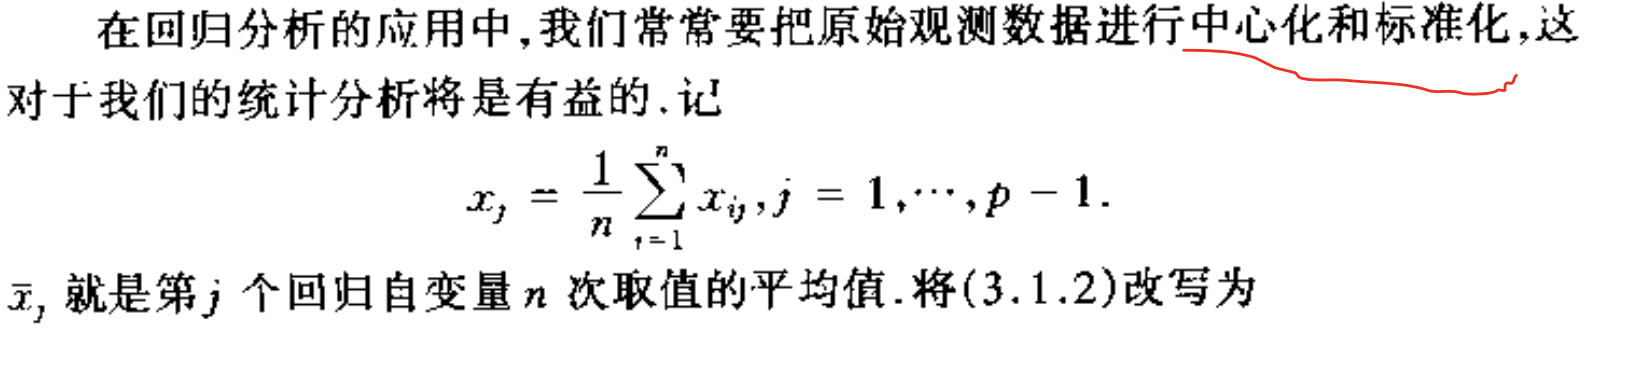 在回归分析的应用中,我们常常要把原始观测数据进行中心化和标准化,这
对于我们的统计分析将是有益的.记
x_j = \frac{1}{n} \sum_{i=1}^{n} x_{ij}, j = 1, ⋯, p − 1.
x̄_j 就是第 j 个回归自变量 n 次取值的平均值.将(3.1.2)改写为